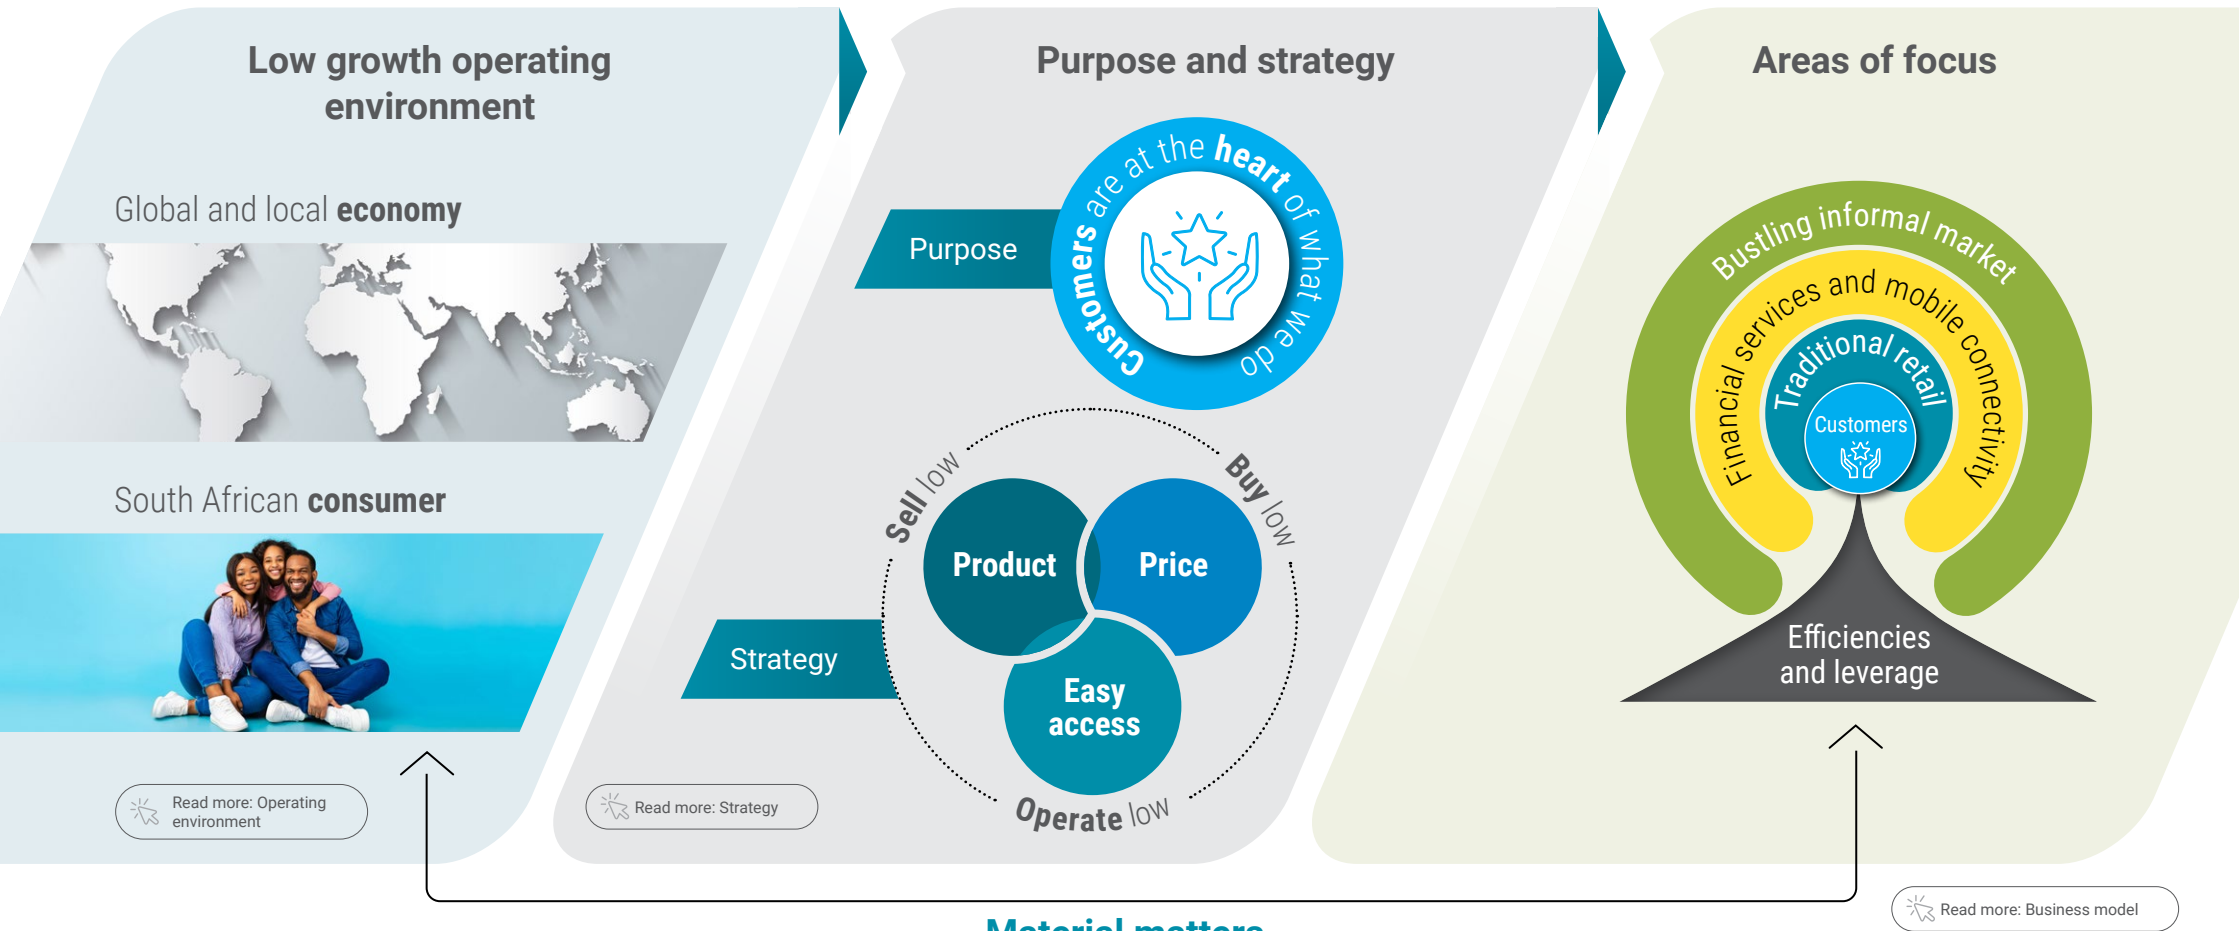 Low growth operating
environment
Global and local economy
South African consumer
Read more: Operating
environment
Purpose and strategy
Purpose
Customers are at the heart of what we do
Strategy
Sell low
Buy low
Operate low
Product
Price
Easy
access
Read more: Strategy
Areas of focus
Bustling informal market
Financial services and mobile connectivity
Traditional retail
Customers
Efficiencies
and leverage
Material matters
Read more: Business model